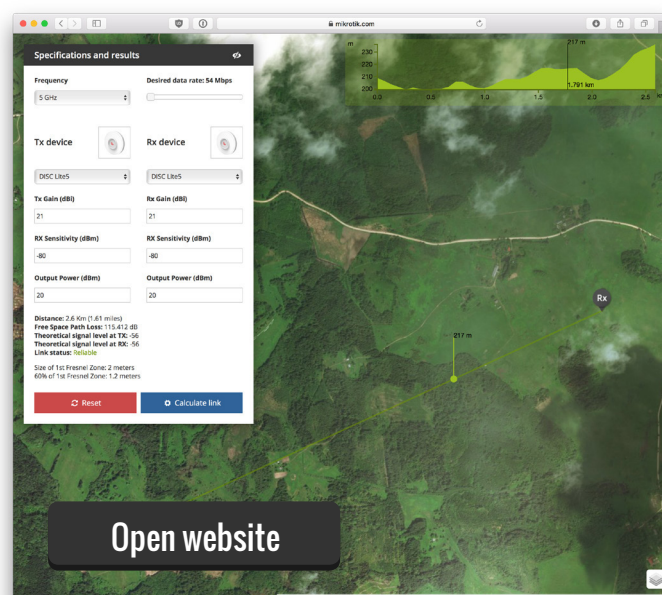 mikrotik.com
Specifications and results
Frequency
Desired data rate: 54 Mbps
5 GHz
Tx device
Rx device
DISC Lite5
DISC Lite5
Tx Gain (dBi)
Rx Gain (dBi)
21
21
RX Sensitivity (dBm)
RX Sensitivity (dBm)
-80
-80
Output Power (dBm)
Output Power (dBm)
20
20
Distance: 2.6 Km (1.61 miles)
Free Space Path Loss: 115.412 dB
Theoretical signal level at TX: -56
Theoretical signal level at RX: -56
Link status: Reliable
Size of 1st Fresnel Zone: 2 meters
60% of 1st Fresnel Zone: 1.2 meters
Reset
Calculate link
m
217 m
230
220
210
200
1.791 km
0.0 0.5 1.0 1.5 2.0 2.5
Rx
217 m
Open website